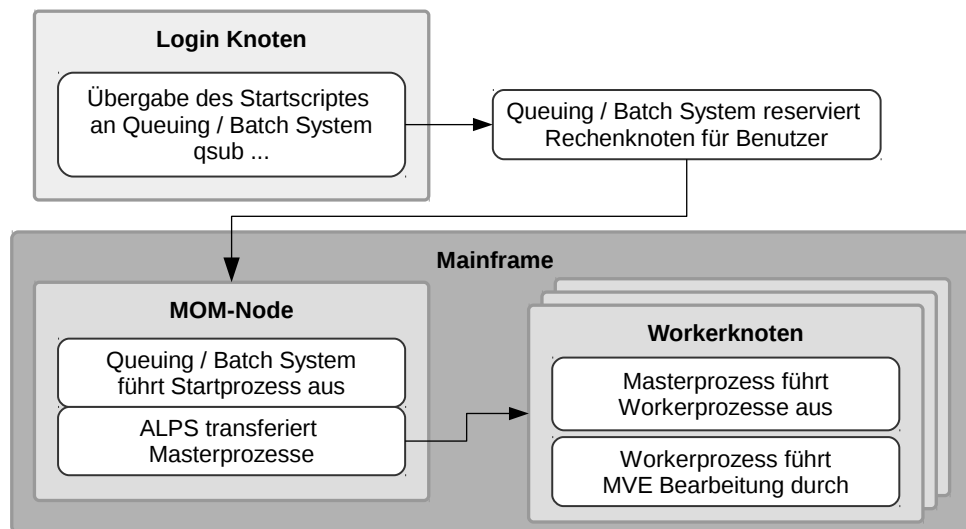 Login Knoten
Übergabe des Startscriptes
an Queuing / Batch System
qsub ...
Queuing / Batch System reserviert
Rechenknoten für Benutzer
Mainframe
MOM-Node
Queuing / Batch System
führt Startprozess aus
ALPS transferiert
Masterprozesse
Workerknoten
Masterprozess führt
Workerprozesse aus
Workerprozess führt
MVE Bearbeitung durch